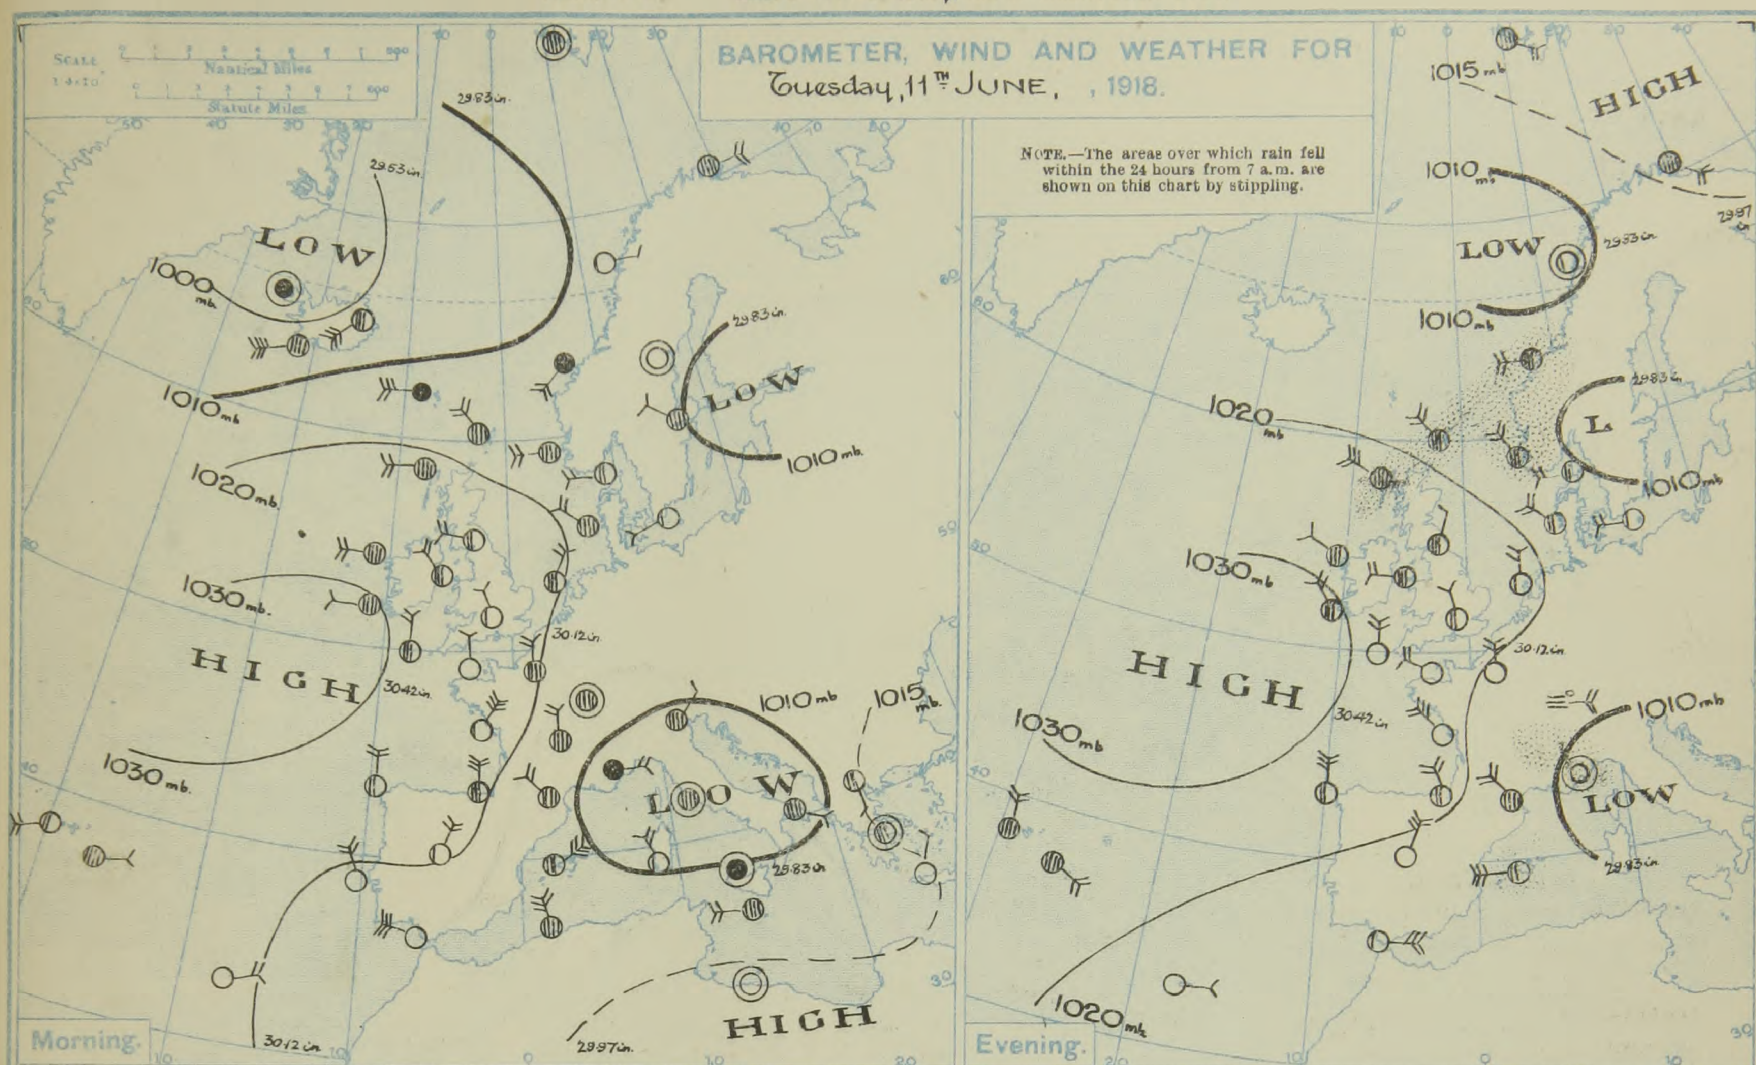 BAROMETER, WIND AND WEATHER FOR
Tuesday, 11TH JUNE, , 1918.
NOTE.—The areas over which rain fell
within the 24 hours from 7 a.m. are
shown on this chart by stippling.
SCALE
Nautical Miles
Statute Miles
29.83 in.
29.53 in.
LOW
1000 mb.
1010 mb
29.83 in.
LOW
1010 mb.
1020 mb.
1030 mb.
30.12 in.
HIGH
30.42 in.
1010 mb
1015 mb.
1030 mb.
LOW
29.83 in
HIGH
30.12 in
29.97 in.
Morning.
1015 mb
HIGH
1010 mb
29.97 in
LOW
29.83 in.
1010 mb
1020 mb
29.83 in.
L
1010 mb
1030 mb
30.12 in.
HIGH
1010 mb
30.42 in
1030 mb
LOW
29.83 in
1020 mb
Evening.